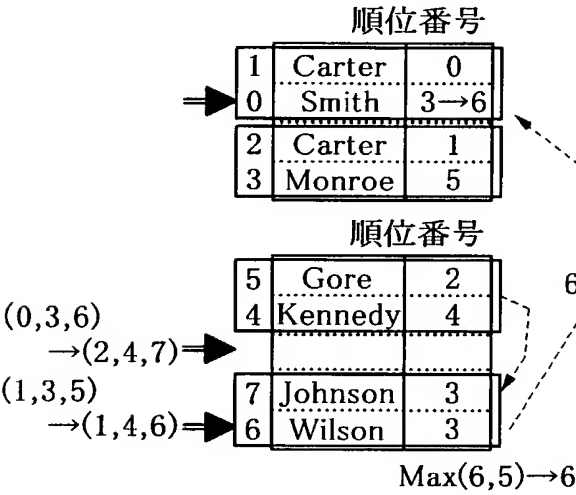 順位番号
1 Carter 0
0 Smith 3→6
2 Carter 1
3 Monroe 5
順位番号
5 Gore 2
6
(0,3,6) 4 Kennedy 4
→(2,4,7)
(1,3,5) 7 Johnson 3
→(1,4,6) 6 Wilson 3
Max(6,5)→6